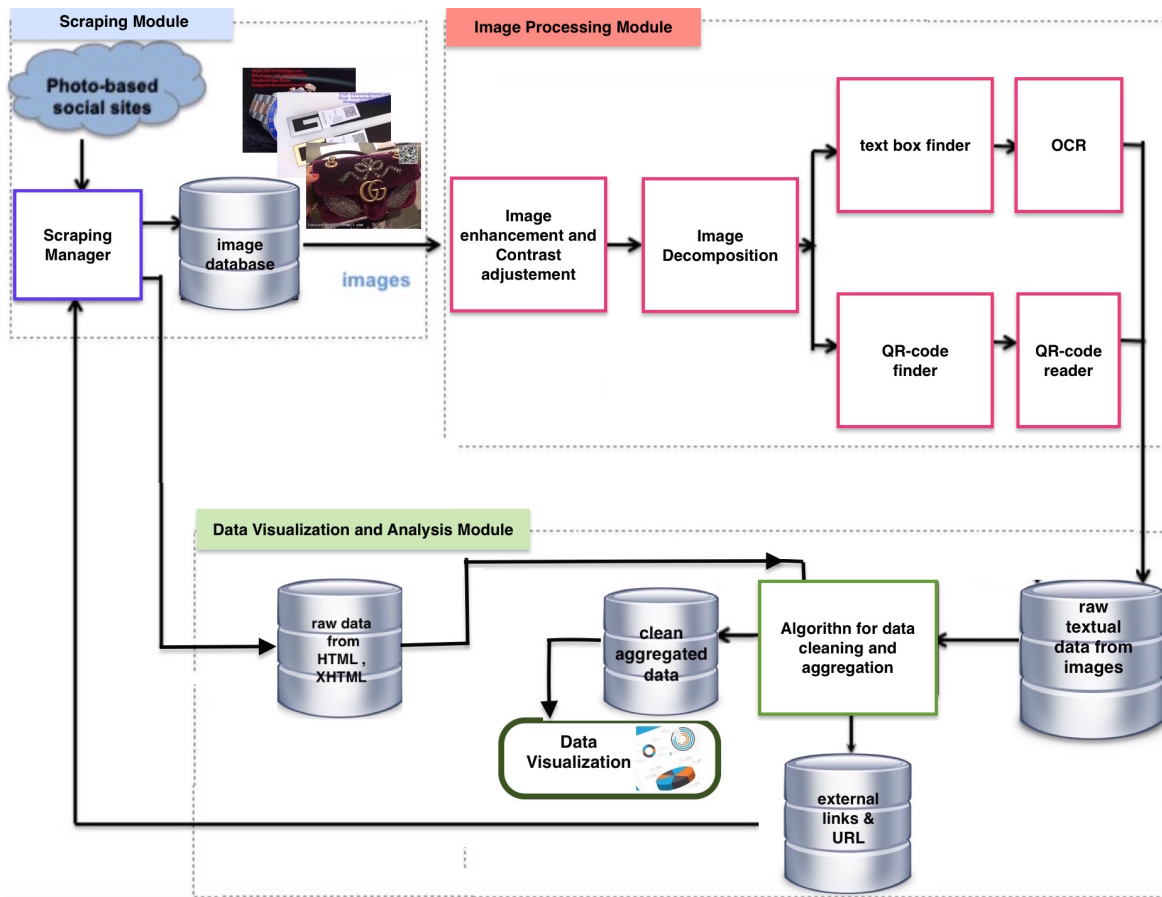 Scraping Module
Photo-based
social sites
Scraping
Manager
image
database
images
Image Processing Module
Image
enhancement and
Contrast
adjustement
Image
Decomposition
text box finder
OCR
QR-code
finder
QR-code
reader
Data Visualization and Analysis Module
raw data
from
HTML ,
XHTML
clean
aggregated
data
Algorithn for data
cleaning and
aggregation
raw
textual
data from
images
Data
Visualization
external
links &
URL